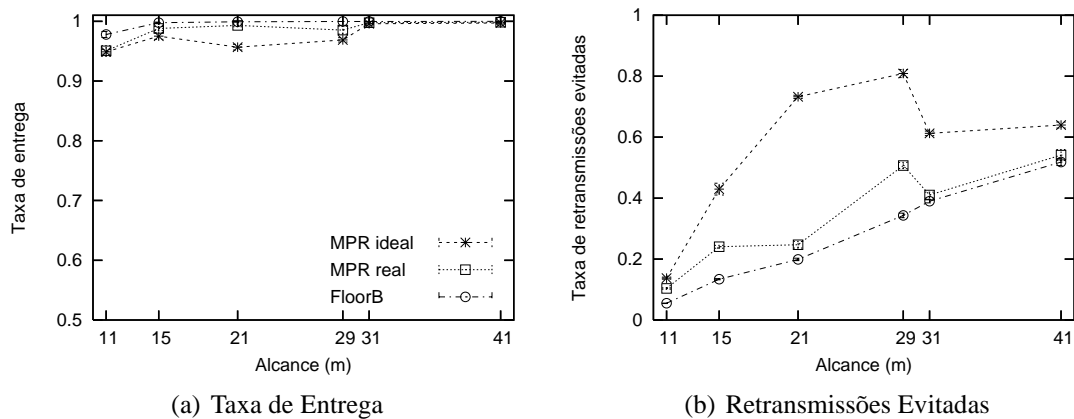 1
0.9
0.8
0.7
0.6
0.5
Taxa de entrega
MPR ideal
MPR real
FloorB
11 15 21 29 31 41
Alcance (m)
(a) Taxa de Entrega
1
0.8
0.6
0.4
0.2
0
Taxa de retransmissões evitadas
11 15 21 29 31 41
Alcance (m)
(b) Retransmissões Evitadas